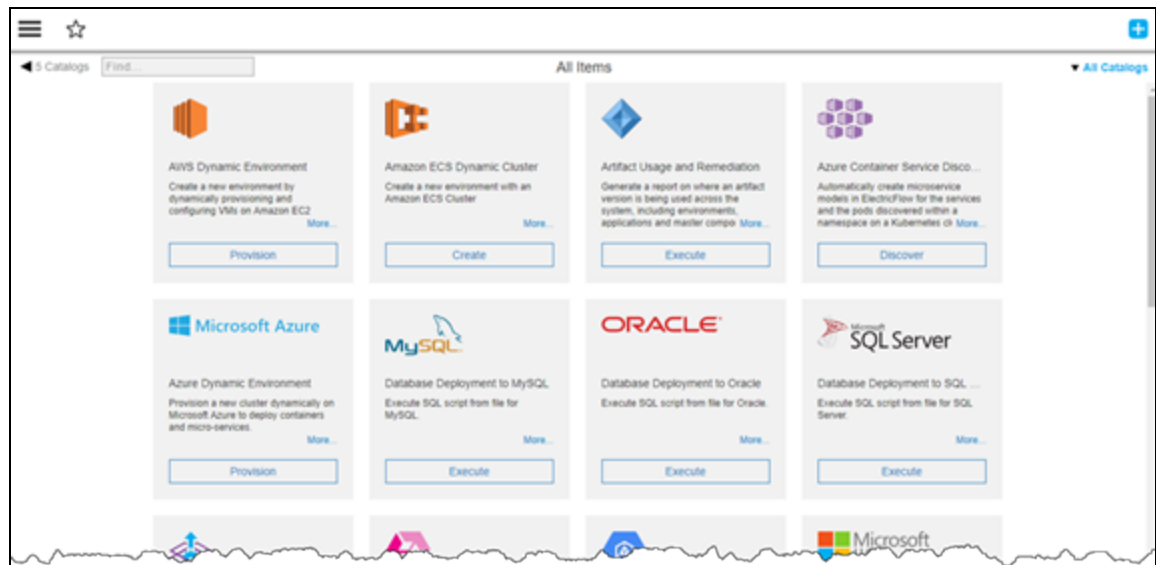 5 Catalogs
Find...
All Items
All Catalogs
AWS Dynamic Environment
Create a new environment by
dynamically provisioning and
configuring VMs on Amazon EC2
More...
Provision
Amazon ECS Dynamic Cluster
Create a new environment with an
Amazon ECS Cluster
More...
Create
Artifact Usage and Remediation
Generate a report on where an artifact
version is being used across the
system, including environments,
applications and master compo More...
Execute
Azure Container Service Disco...
Automatically create microservice
models in ElectricFlow for the services
and the pods discovered within a
namespace on a Kubernetes cl More...
Discover
Microsoft Azure
Azure Dynamic Environment
Provision a new cluster dynamically on
Microsoft Azure to deploy containers
and micro-services.
More...
Provision
MySQL
Database Deployment to MySQL
Execute SQL script from file for
MySQL.
More...
Execute
ORACLE
Database Deployment to Oracle
Execute SQL script from file for Oracle.
More...
Execute
Microsoft
SQL Server
Database Deployment to SQL ...
Execute SQL script from file for SQL
Server.
More...
Execute
Microsoft